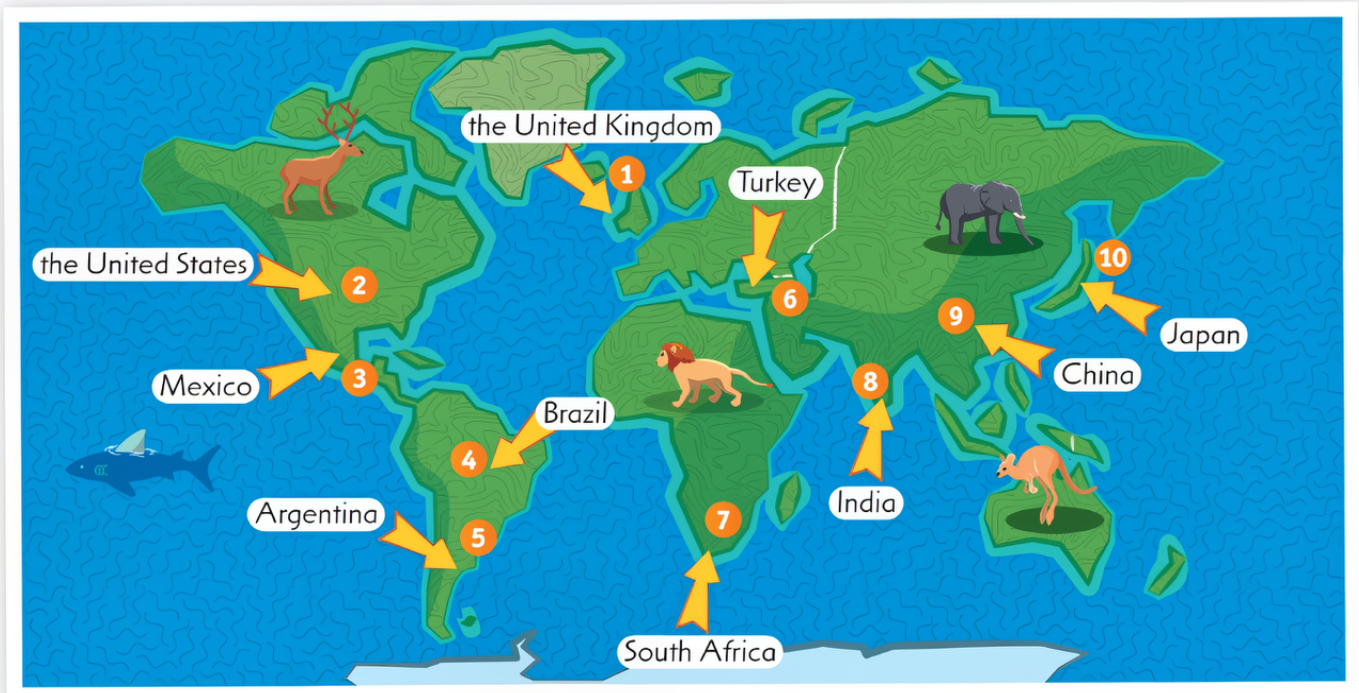 the United Kingdom
1
Turkey
the United States
2
6
10
Japan
9
China
Mexico
3
8
Brazil
4
India
Argentina
5
7
South Africa